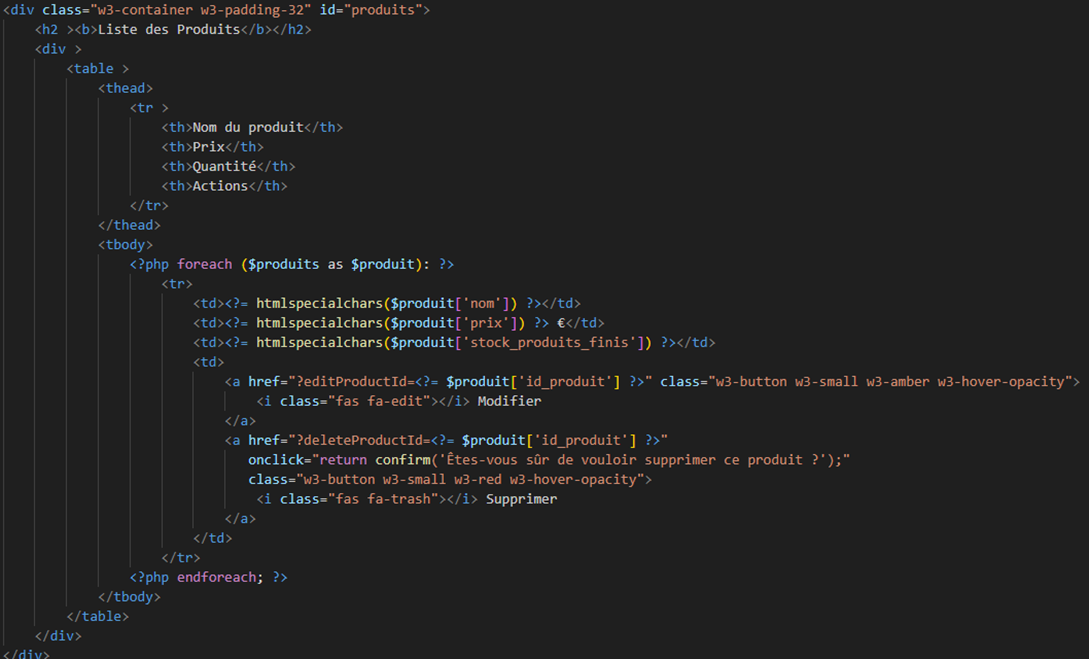 <div class="w3-container w3-padding-32" id="produits">
<h2 ><b>Liste des Produits</b></h2>
<div >
<table >
<thead>
<tr >
<th>Nom du produit</th>
<th>Prix</th>
<th>Quantité</th>
<th>Actions</th>
</tr>
</thead>
<tbody>
<?php foreach ($produits as $produit): ?>
<tr>
<td><?= htmlspecialchars($produit['nom']) ?></td>
<td><?= htmlspecialchars($produit['prix']) ?> €</td>
<td><?= htmlspecialchars($produit['stock_produits_finis']) ?></td>
<td>
<a href="?editProductId=<?= $produit['id_produit'] ?>" class="w3-button w3-small w3-amber w3-hover-opacity">
<i class="fas fa-edit"></i> Modifier
</a>
<a href="?deleteProductId=<?= $produit['id_produit'] ?>"
onclick="return confirm('Êtes-vous sûr de vouloir supprimer ce produit ?');"
class="w3-button w3-small w3-red w3-hover-opacity">
<i class="fas fa-trash"></i> Supprimer
</a>
</td>
</tr>
<?php endforeach; ?>
</tbody>
</table>
</div>
</div>